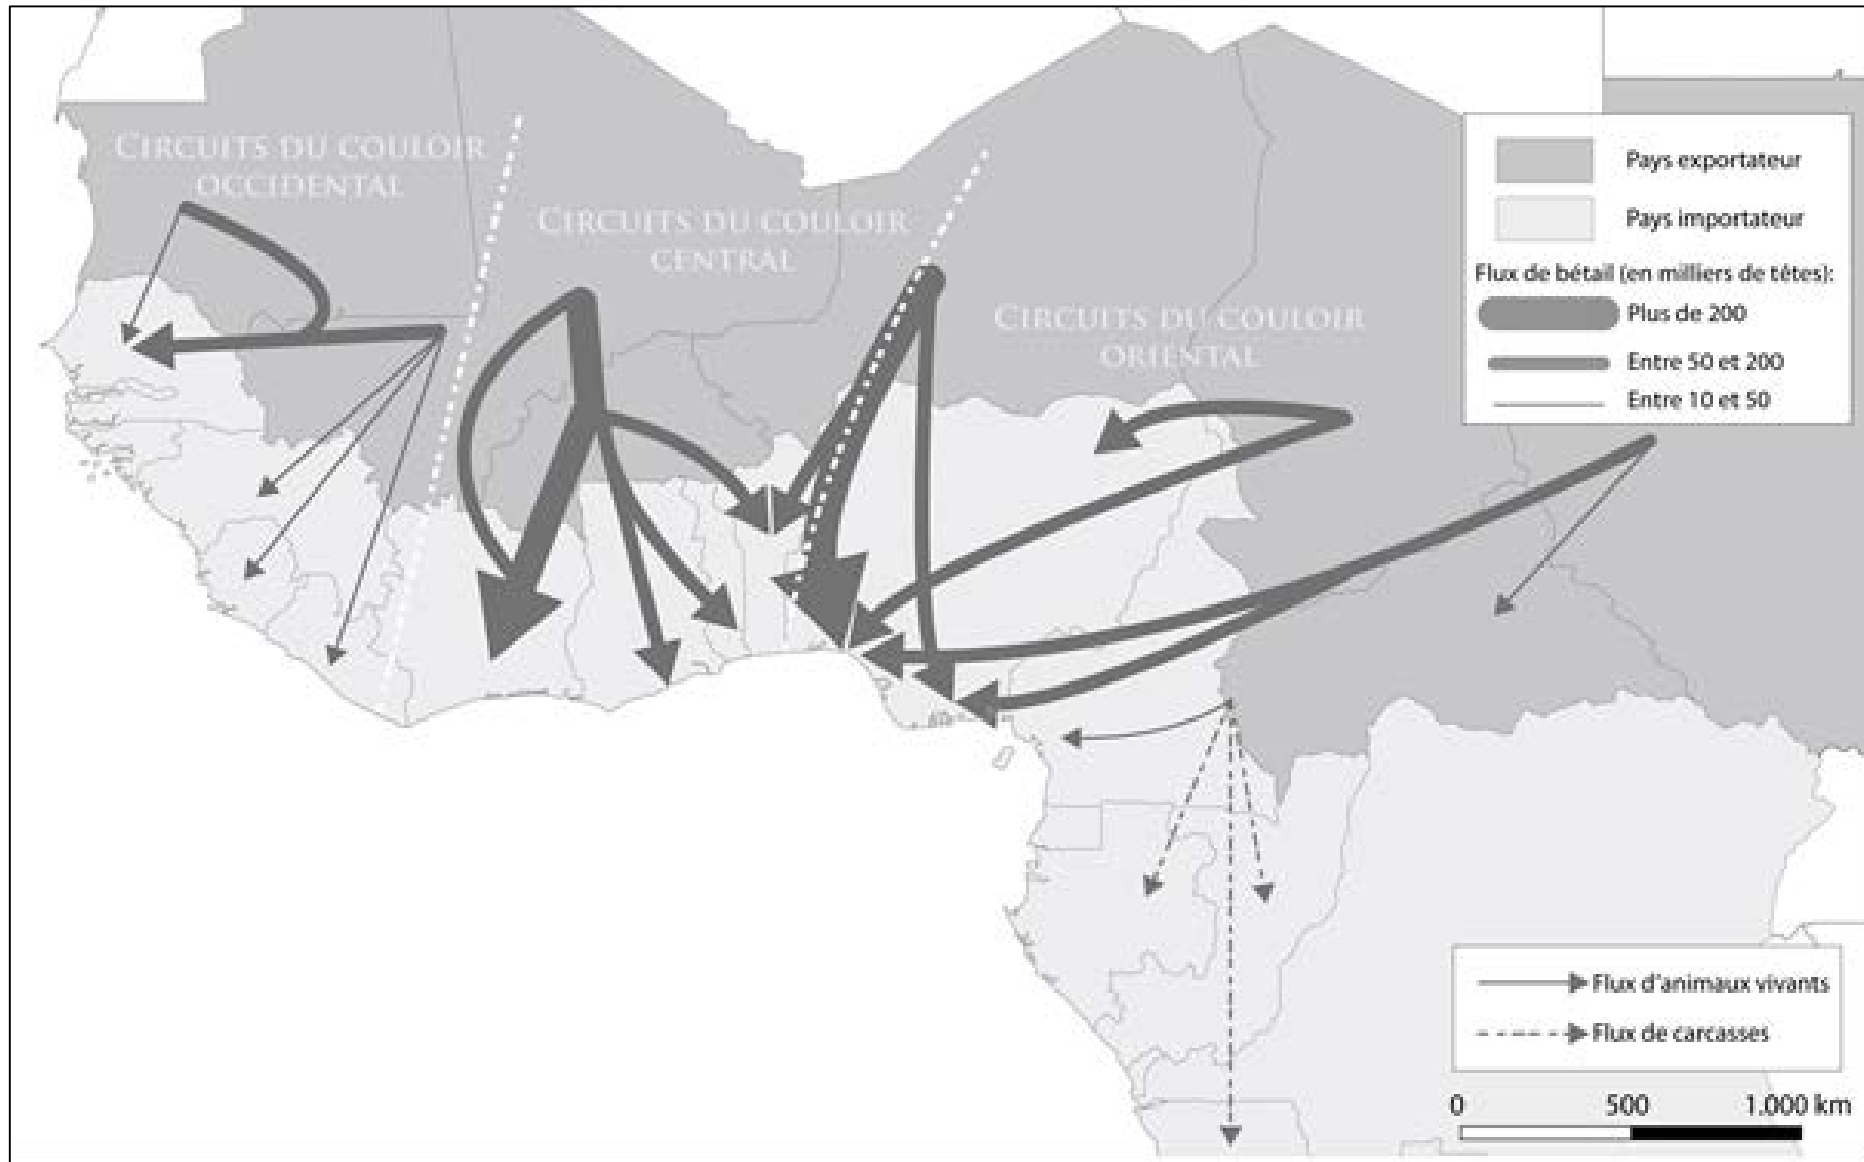 CIRCUITS DU COULOIR
OCCIDENTAL
CIRCUITS DU COULOIR
CENTRAL
CIRCUITS DU COULOIR
ORIENTAL
Pays exportateur
Pays importateur
Flux de bétail (en milliers de têtes):
Plus de 200
Entre 50 et 200
Entre 10 et 50
Flux d'animaux vivants
Flux de carcasses
0 500 1.000 km